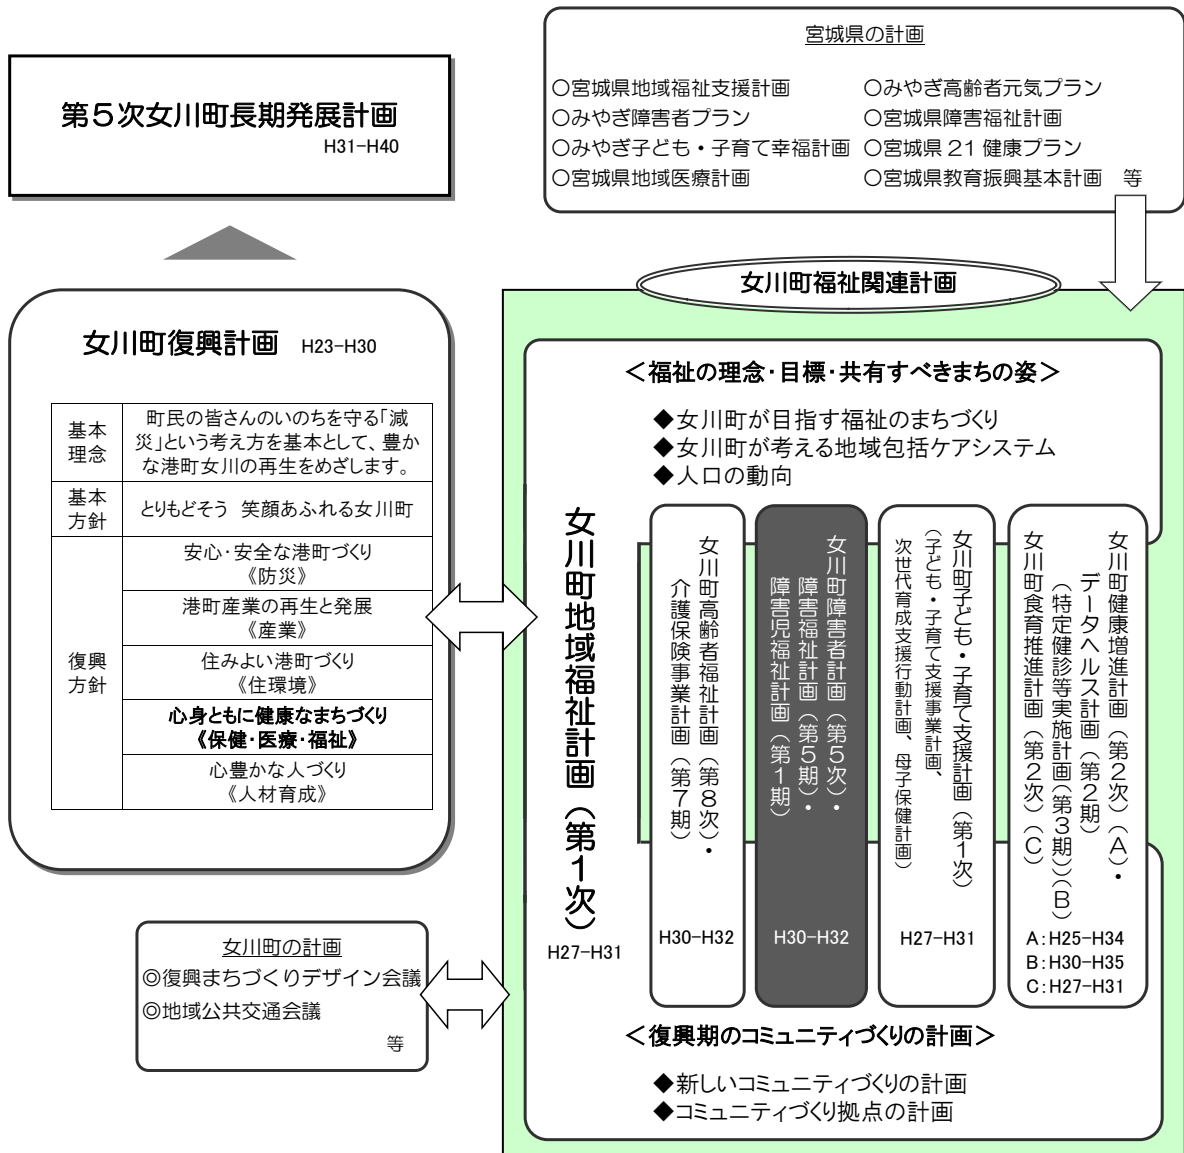 宮城県の計画
○宮城県地域福祉支援計画
○みやぎ高齢者元気プラン
○みやぎ障害者プラン
○宮城県障害福祉計画
○みやぎ子ども・子育て幸福計画
○宮城県21健康プラン
○宮城県地域医療計画
○宮城県教育振興基本計画 等
第5次女川町長期発展計画
H31-H40
女川町復興計画 H23-H30
基本
理念
町民の皆さんのいのちを守る「減
災」という考え方を基本として、豊か
な港町女川の再生をめざします。
基本
方針
とりもどそう 笑顔あふれる女川町
復興
方針
安心・安全な港町づくり
《防災》
港町産業の再生と発展
《産業》
住みよい港町づくり
《住環境》
心身ともに健康なまちづくり
《保健・医療・福祉》
心豊かな人づくり
《人材育成》
女川町の計画
◎復興まちづくりデザイン会議
◎地域公共交通会議
等
女川町福祉関連計画
<福祉の理念・目標・共有すべきまちの姿>
◆女川町が目指す福祉のまちづくり
◆女川町が考える地域包括ケアシステム
◆人口の動向
女川町地域福祉計画(第1次)
H27-H31
女川町高齢者福祉計画(第8次)・
介護保険事業計画(第7期)
H30-H32
女川町障害者計画(第5次)・
障害福祉計画(第5期)・
障害児福祉計画(第1期)
H30-H32
女川町子ども・子育て支援計画(第1次)
(子ども・子育て支援事業計画、
次世代育成支援行動計画、母子保健計画)
H27-H31
女川町健康増進計画(第2次)(A)・
データヘルス計画(第2期)
(特定健診等実施計画(第3期))(B)
女川町食育推進計画(第2次)(C)
A:H25-H34
B:H30-H35
C:H27-H31
<復興期のコミュニティづくりの計画>
◆新しいコミュニティづくりの計画
◆コミュニティづくり拠点の計画